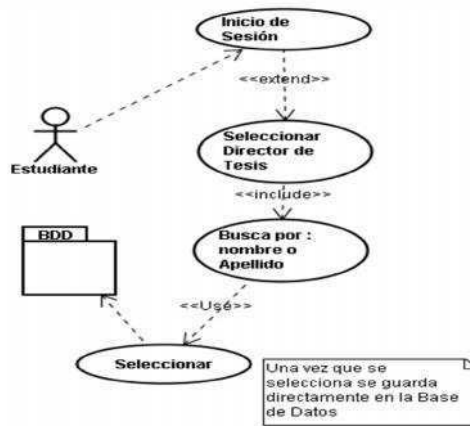 Inicio de
Sesión
<<extend>>
Seleccionar
Director de
Tesis
Estudiante
<<include>>
BDD
Busca por :
nombre o
Apellido
<<Use>>
Seleccionar
Una vez que se
selecciona se guarda
directamente en la Base
de Datos